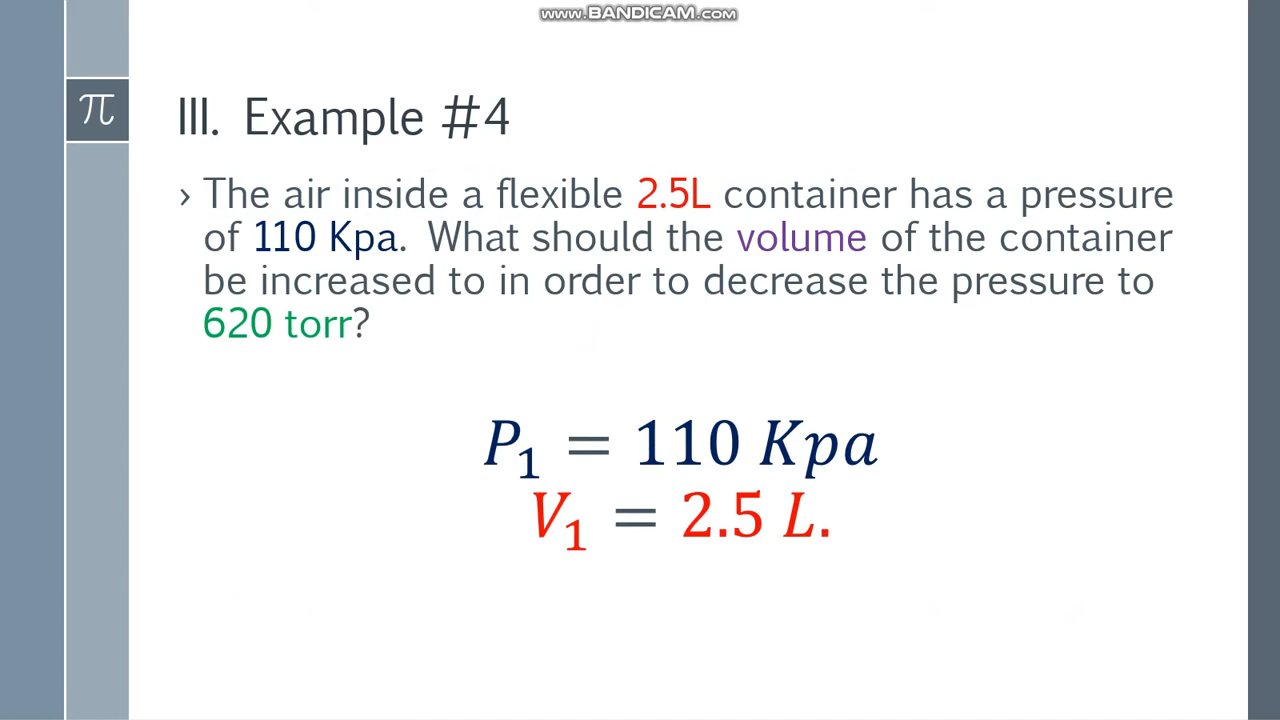 www.BANDICAM.com
π
III. Example #4
› The air inside a flexible 2.5L container has a pressure
of 110 Kpa. What should the volume of the container
be increased to in order to decrease the pressure to
620 torr?
P₁ = 110 Kpa
V₁ = 2.5 L.